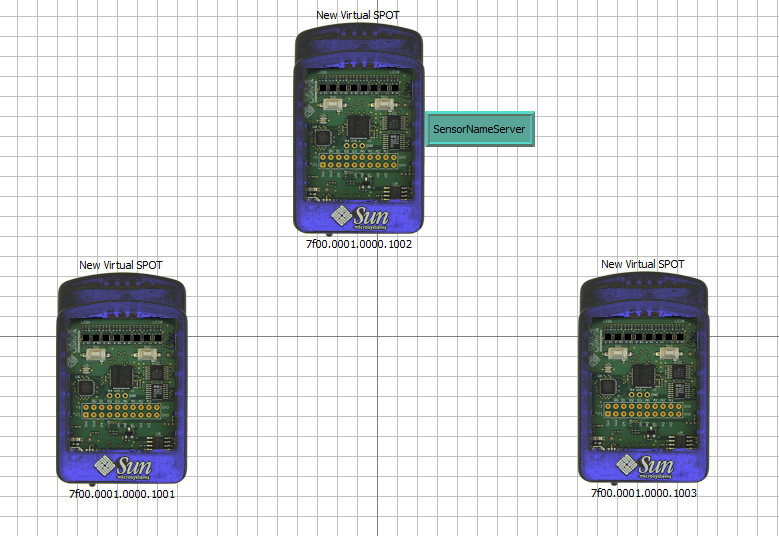 New Virtual SPOT
SensorNameServer
Sun
microsystems
7f00.0001.0000.1002
New Virtual SPOT
Sun
microsystems
7f00.0001.0000.1001
New Virtual SPOT
Sun
microsystems
7f00.0001.0000.1003